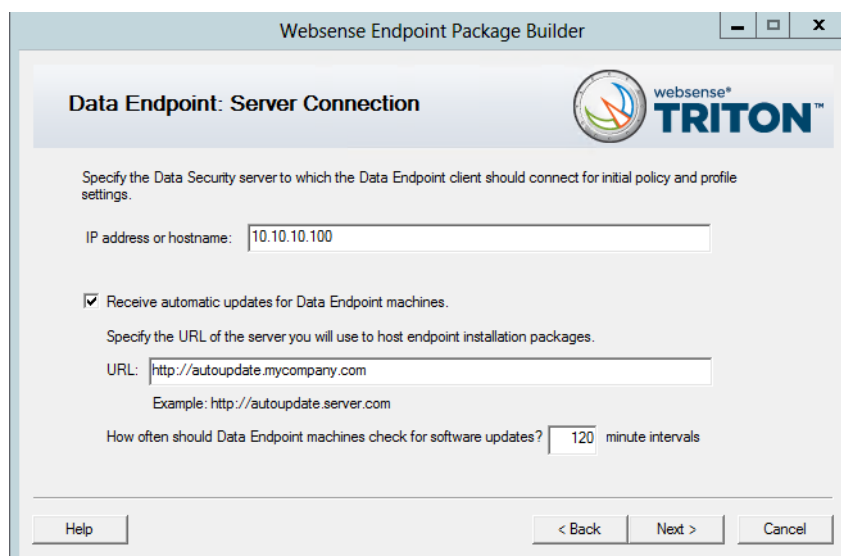 Websense Endpoint Package Builder
Data Endpoint: Server Connection
websense®
TRITON™
Specify the Data Security server to which the Data Endpoint client should connect for initial policy and profile
settings.
IP address or hostname: 10.10.10.100
Receive automatic updates for Data Endpoint machines.
Specify the URL of the server you will use to host endpoint installation packages.
URL: http://autoupdate.mycompany.com
Example: http://autoupdate.server.com
How often should Data Endpoint machines check for software updates? 120 minute intervals
Help < Back Next > Cancel